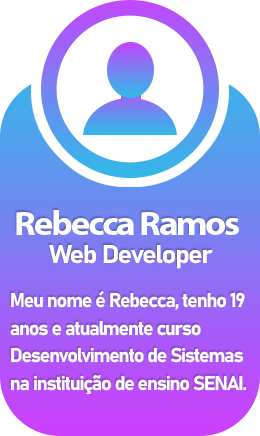 Rebecca Ramos
Web Developer
Meu nome é Rebecca, tenho 19
anos e atualmente curso
Desenvolvimento de Sistemas
na instituição de ensino SENAI.